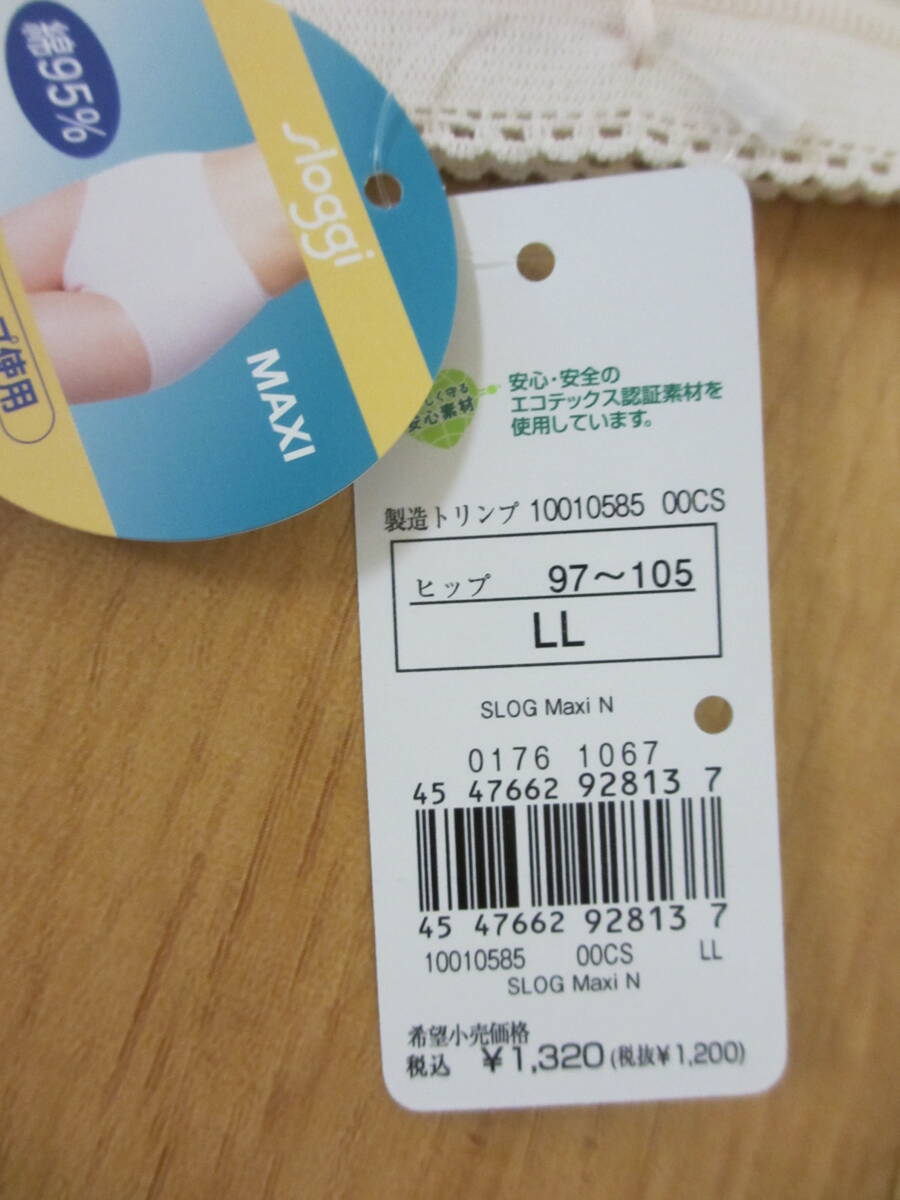 綿95%
sloggi
MAXI
使用
安心素材
安心・安全の
エコテックス認証素材を
使用しています。
製造トリンプ 10010585 00CS
ヒップ 97～105
LL
SLOG Maxi N
0176 1067
45 47662 92813 7
45 47662 92813 7
10010585 00CS LL
SLOG Maxi N
希望小売価格
税込 ￥1,320(税抜￥1,200)